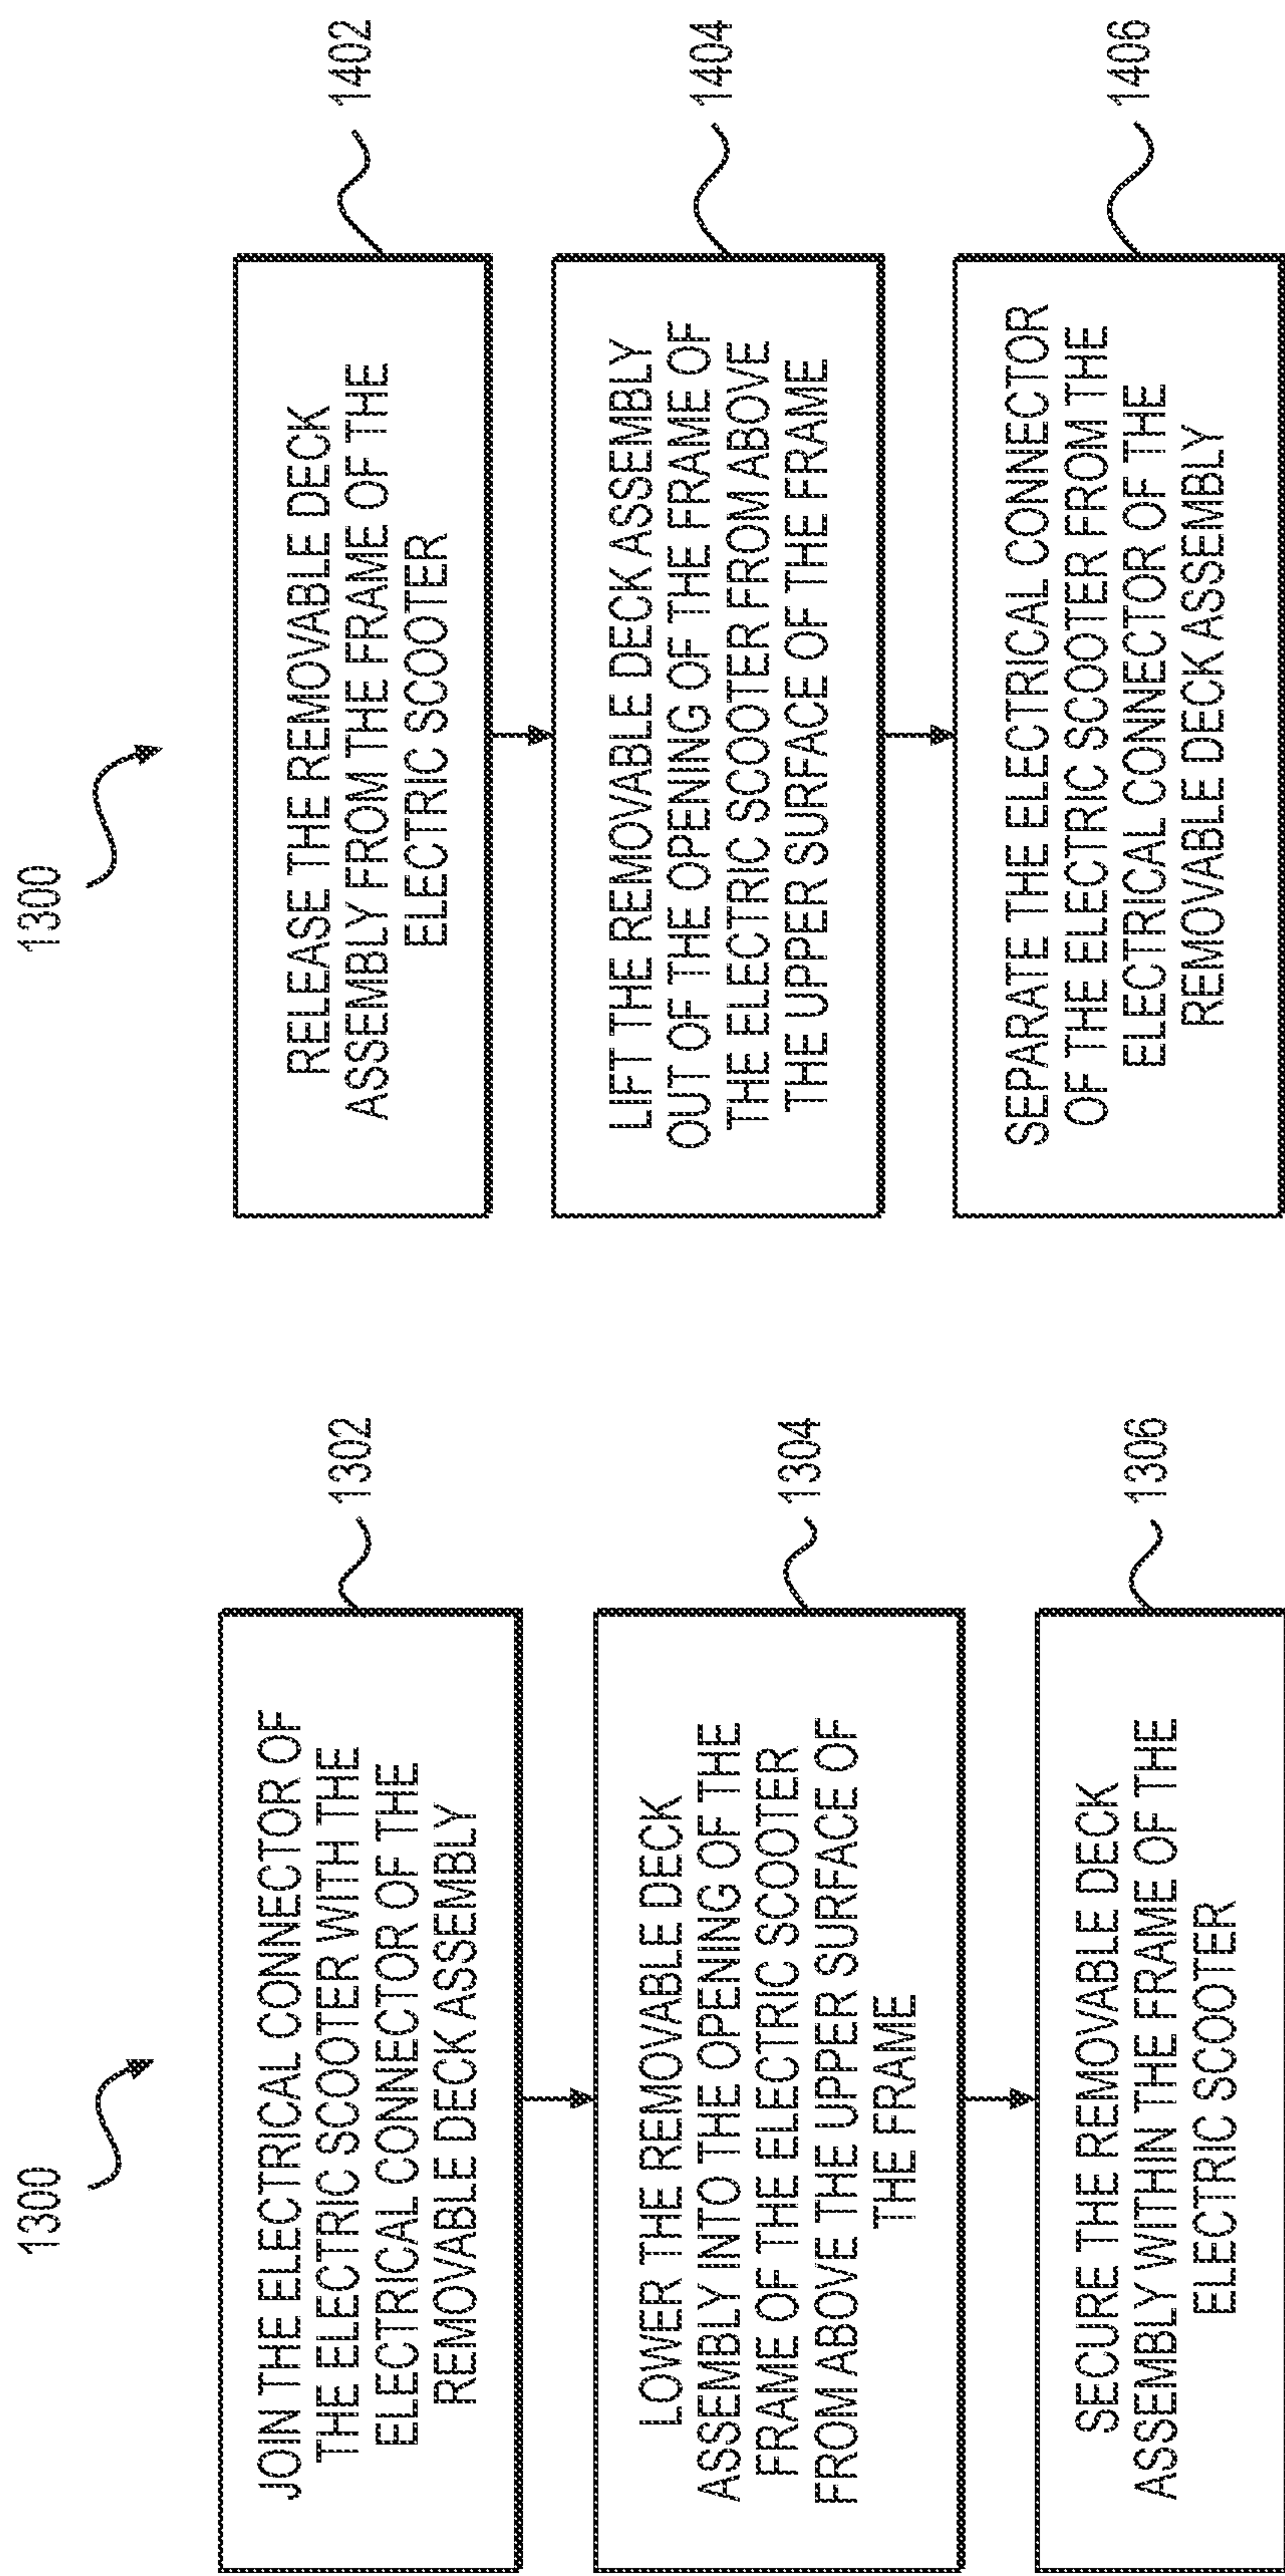 1300
JOIN THE ELECTRICAL CONNECTOR OF
THE ELECTRIC SCOOTER WITH THE
ELECTRICAL CONNECTOR OF THE
REMOVABLE DECK ASSEMBLY
1302
LOWER THE REMOVABLE DECK
ASSEMBLY INTO THE OPENING OF THE
FRAME OF THE ELECTRIC SCOOTER
FROM ABOVE THE UPPER SURFACE OF
THE FRAME
1304
SECURE THE REMOVABLE DECK
ASSEMBLY WITHIN THE FRAME OF THE
ELECTRIC SCOOTER
1306
1300
RELEASE THE REMOVABLE DECK
ASSEMBLY FROM THE FRAME OF THE
ELECTRIC SCOOTER
1402
LIFT THE REMOVABLE DECK ASSEMBLY
OUT OF THE OPENING OF THE FRAME OF
THE ELECTRIC SCOOTER FROM ABOVE
THE UPPER SURFACE OF THE FRAME
1404
SEPARATE THE ELECTRICAL CONNECTOR
OF THE ELECTRIC SCOOTER FROM THE
ELECTRICAL CONNECTOR OF THE
REMOVABLE DECK ASSEMBLY
1406